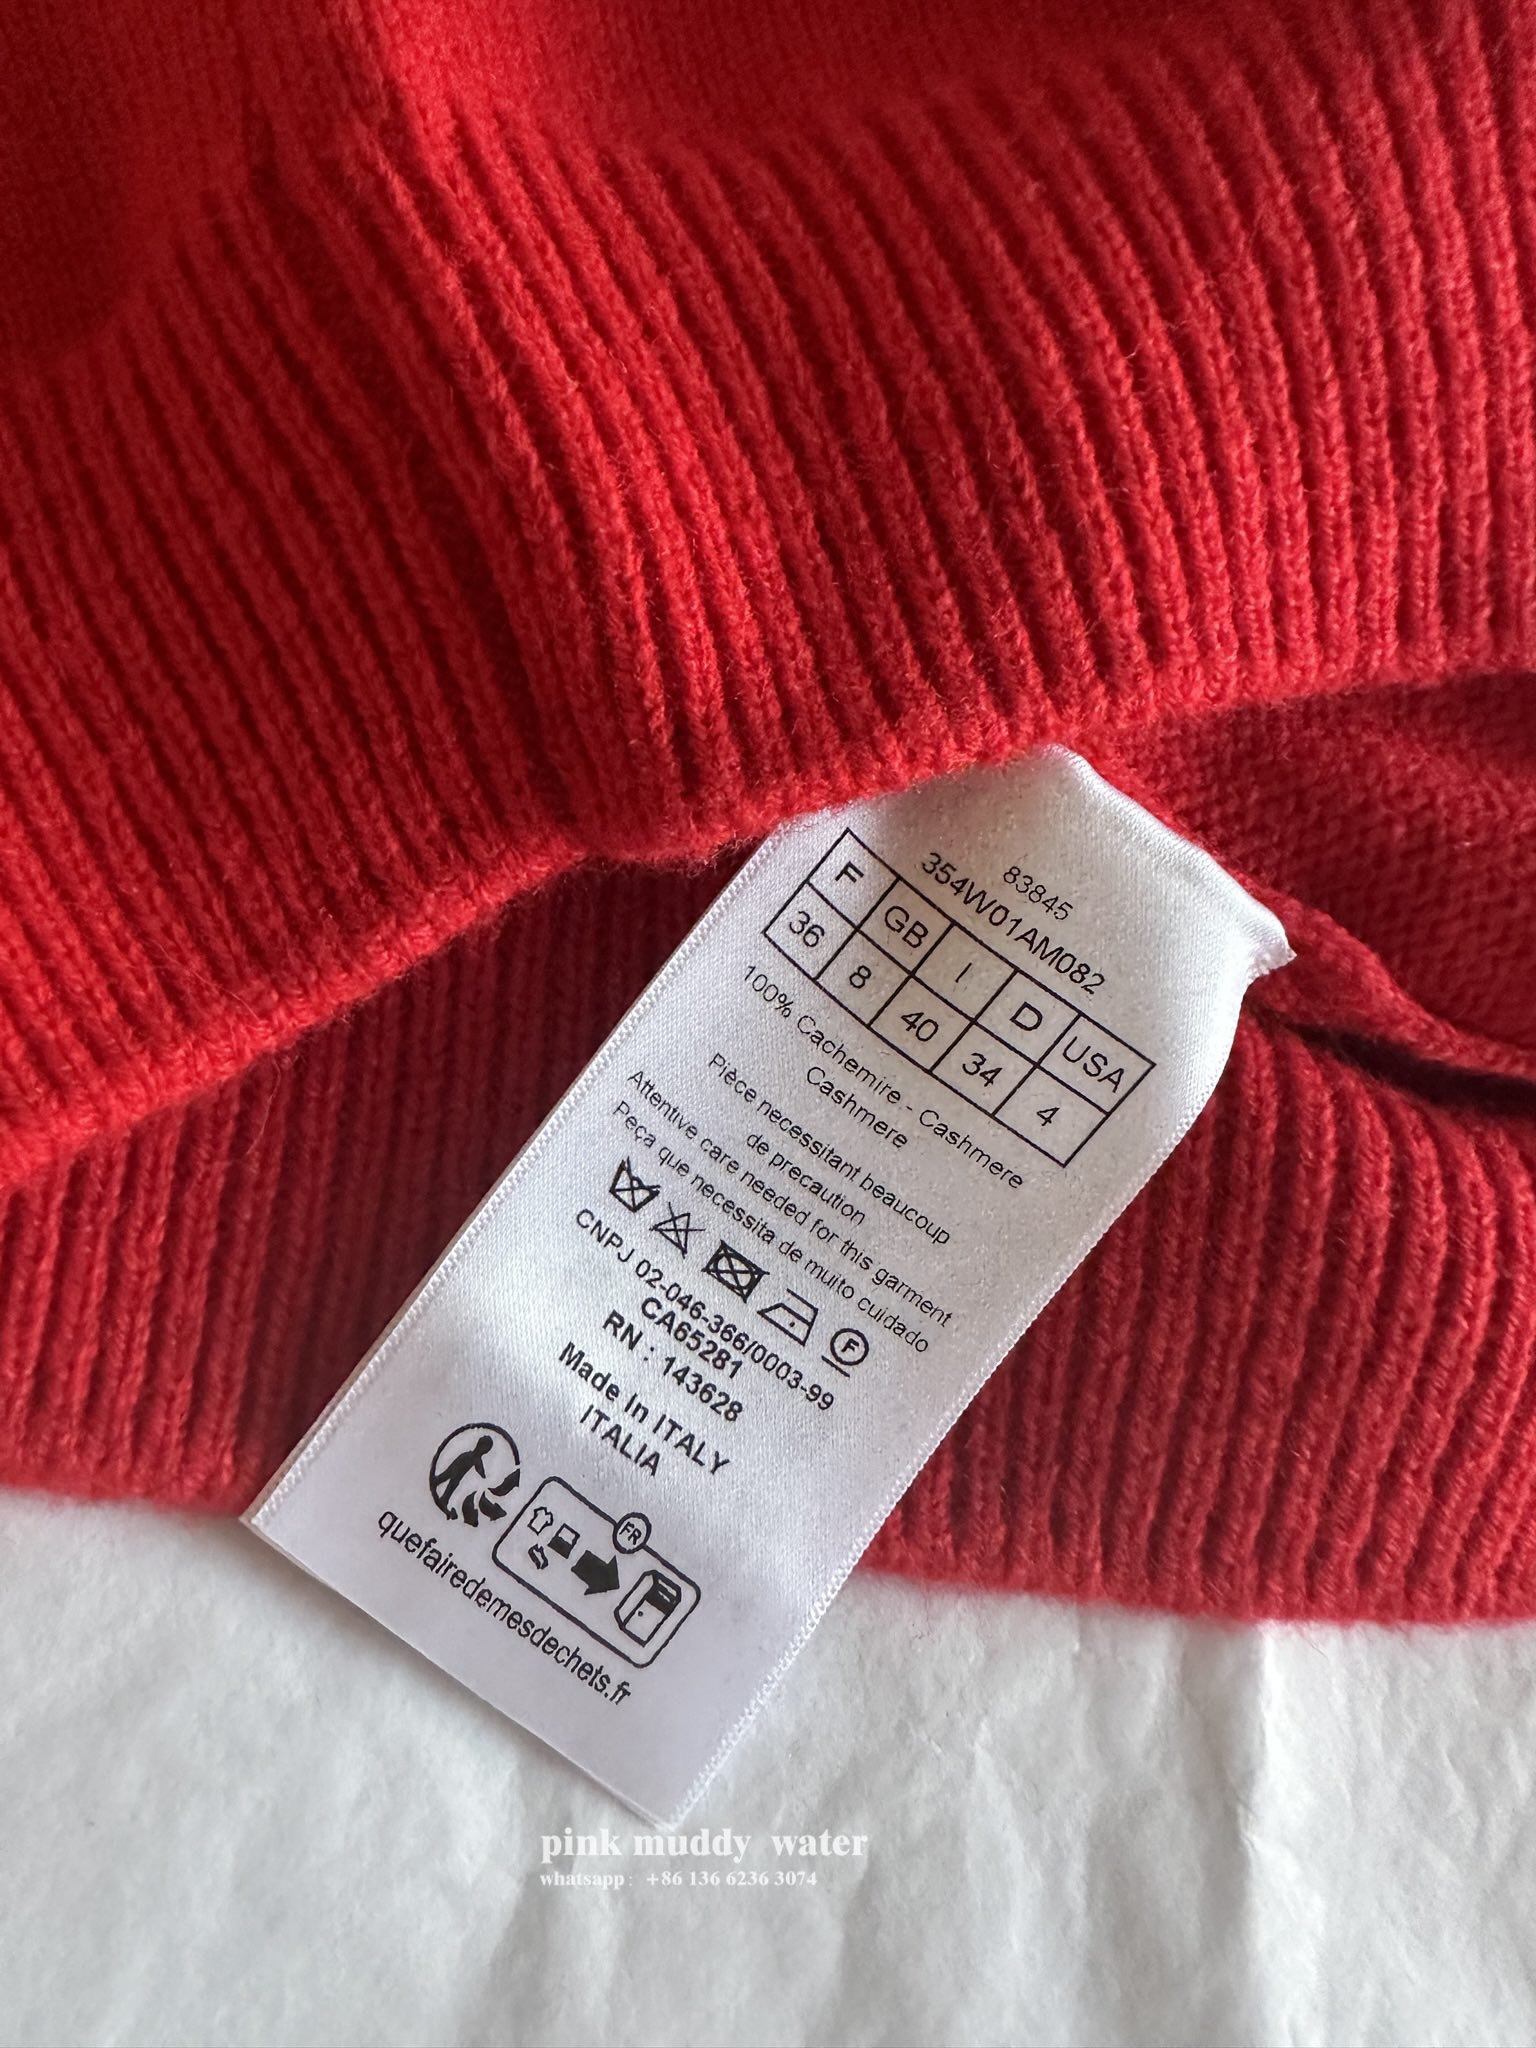 83845
354W01AM082
F GB I D USA
36 8 40 34 4
100% Cachemire - Cashmere
Cashmere
Pièce necessitant beaucoup
de precaution
Attentive care needed for this garment
Peça que necessita de muito cuidado
F
CNPJ 02-046-366/0003-99
CA65281
RN : 143628
Made in ITALY
ITALIA
FR
quefairedemesdechets.fr
pink muddy water
whatsapp: +86 136 6236 3074